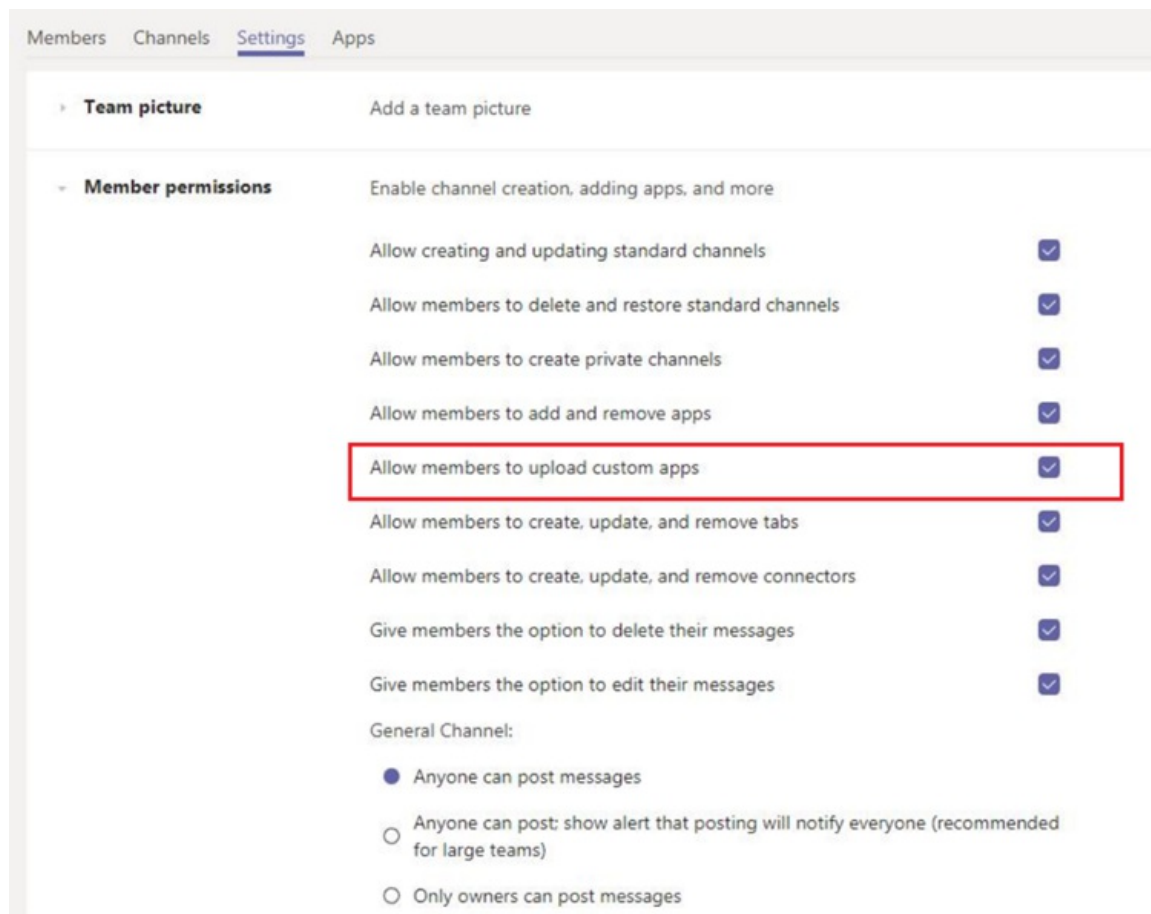 Members Channels Settings Apps
Team picture Add a team picture
Member permissions Enable channel creation, adding apps, and more
Allow creating and updating standard channels
Allow members to delete and restore standard channels
Allow members to create private channels
Allow members to add and remove apps
Allow members to upload custom apps
Allow members to create, update, and remove tabs
Allow members to create, update, and remove connectors
Give members the option to delete their messages
Give members the option to edit their messages
General Channel:
Anyone can post messages
Anyone can post; show alert that posting will notify everyone (recommended
for large teams)
Only owners can post messages